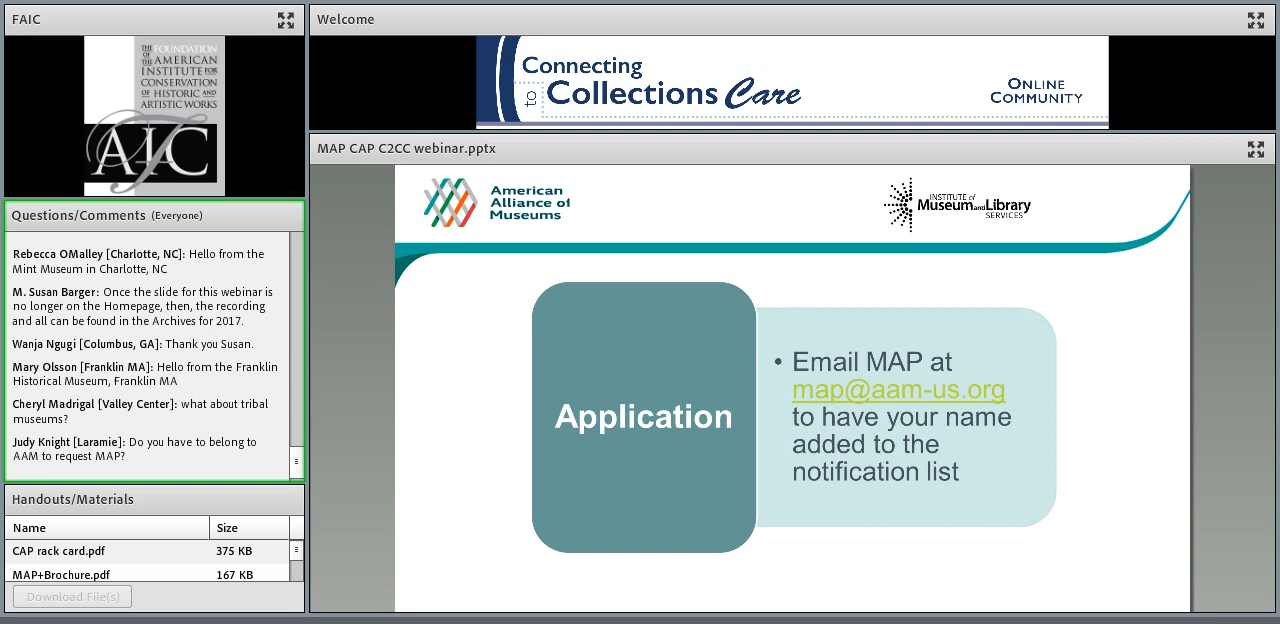 FAIC
THE FOUNDATION
OF THE AMERICAN
INSTITUTE FOR
CONSERVATION
OF HISTORIC AND
ARTISTIC WORKS
AIC
Questions/Comments (Everyone)
Rebecca OMalley [Charlotte, NC]: Hello from the
Mint Museum in Charlotte, NC
M. Susan Barger: Once the slide for this webinar is
no longer on the Homepage, then, the recording
and all can be found in the Archives for 2017.
Wanja Ngugi [Columbus, GA]: Thank you Susan.
Mary Olsson [Franklin MA]: Hello from the Franklin
Historical Museum, Franklin MA
Cheryl Madrigal [Valley Center]: what about tribal
museums?
Judy Knight [Laramie]: Do you have to belong to
AAM to request MAP?
Handouts/Materials
Name Size
CAP rack card.pdf 375 KB
MAP+Brochure.pdf 167 KB
Download File(s)
Welcome
Connecting
to Collections Care
ONLINE
COMMUNITY
MAP CAP C2CC webinar.pptx
American
Alliance of
Museums
INSTITUTE of
Museum and Library
SERVICES
Application
• Email MAP at
map@aam-us.org
to have your name
added to the
notification list